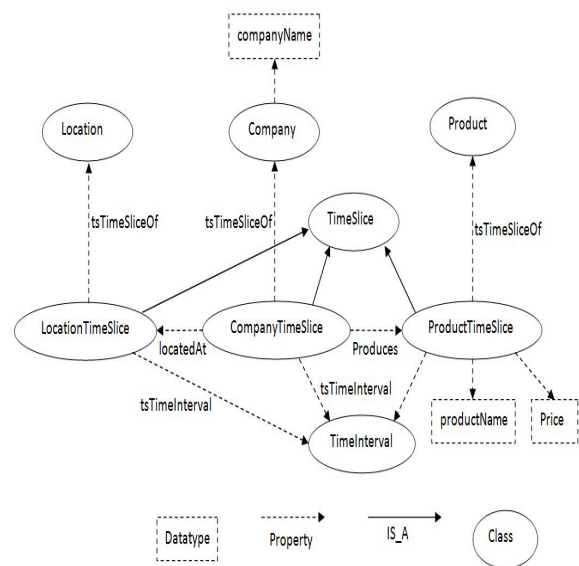 companyName
Location
Company
Product
tsTimeSliceOf
tsTimeSliceOf
tsTimeSliceOf
TimeSlice
LocationTimeSlice
CompanyTimeSlice
ProductTimeSlice
locatedAt
Produces
tsTimeInterval
tsTimeInterval
productName
Price
TimeInterval
Datatype
Property
IS_A
Class